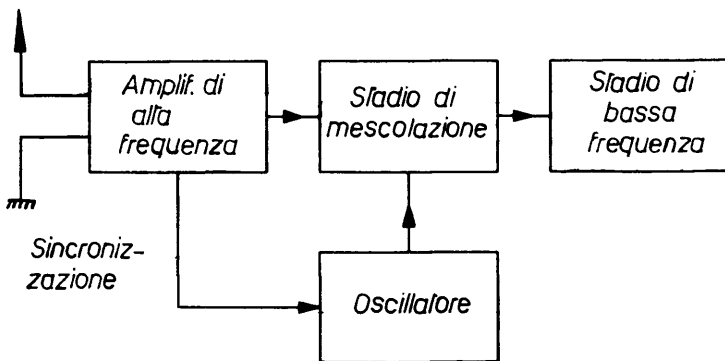 Amplif. di
alta
frequenza
Stadio di
mescolazione
Stadio di
bassa
frequenza
Sincroniz-
zazione
Oscillatore